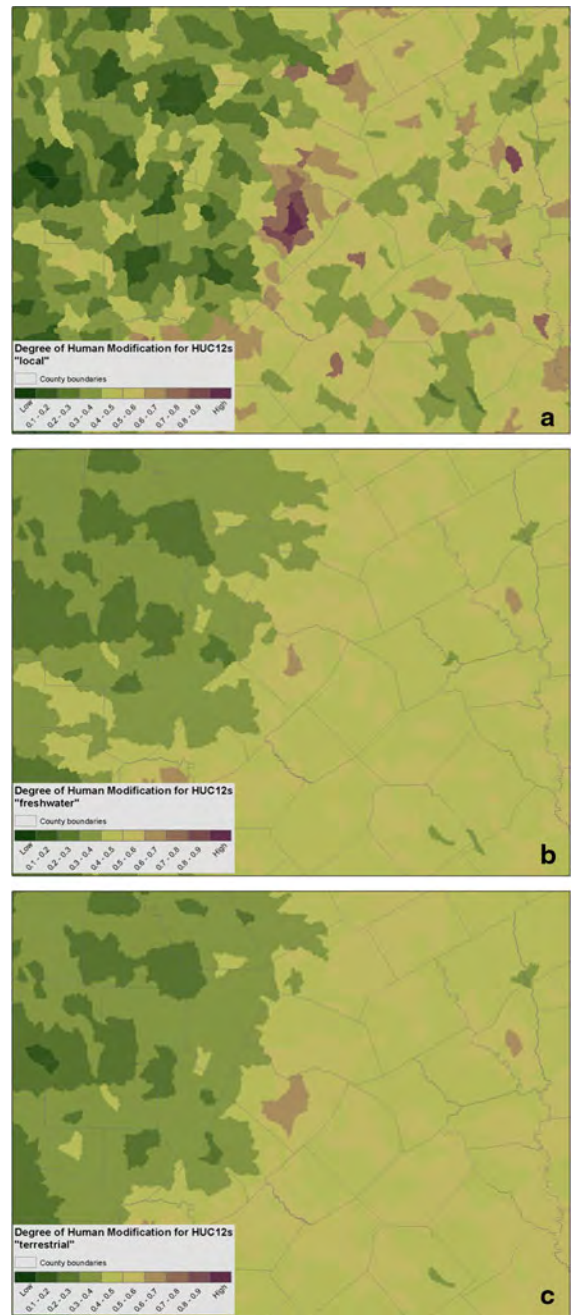 Degree of Human Modification for HUC12s
"local"
County boundaries
Low 0.1 - 0.2 0.2 - 0.3 0.3 - 0.4 0.4 - 0.5 0.5 - 0.6 0.6 - 0.7 0.7 - 0.8 0.8 - 0.9 High
a
Degree of Human Modification for HUC12s
"freshwater"
County boundaries
Low 0.1 - 0.2 0.2 - 0.3 0.3 - 0.4 0.4 - 0.5 0.5 - 0.6 0.6 - 0.7 0.7 - 0.8 0.8 - 0.9 High
b
Degree of Human Modification for HUC12s
"terrestrial"
County boundaries
Low 0.1 - 0.2 0.2 - 0.3 0.3 - 0.4 0.4 - 0.5 0.5 - 0.6 0.6 - 0.7 0.7 - 0.8 0.8 - 0.9 High
c